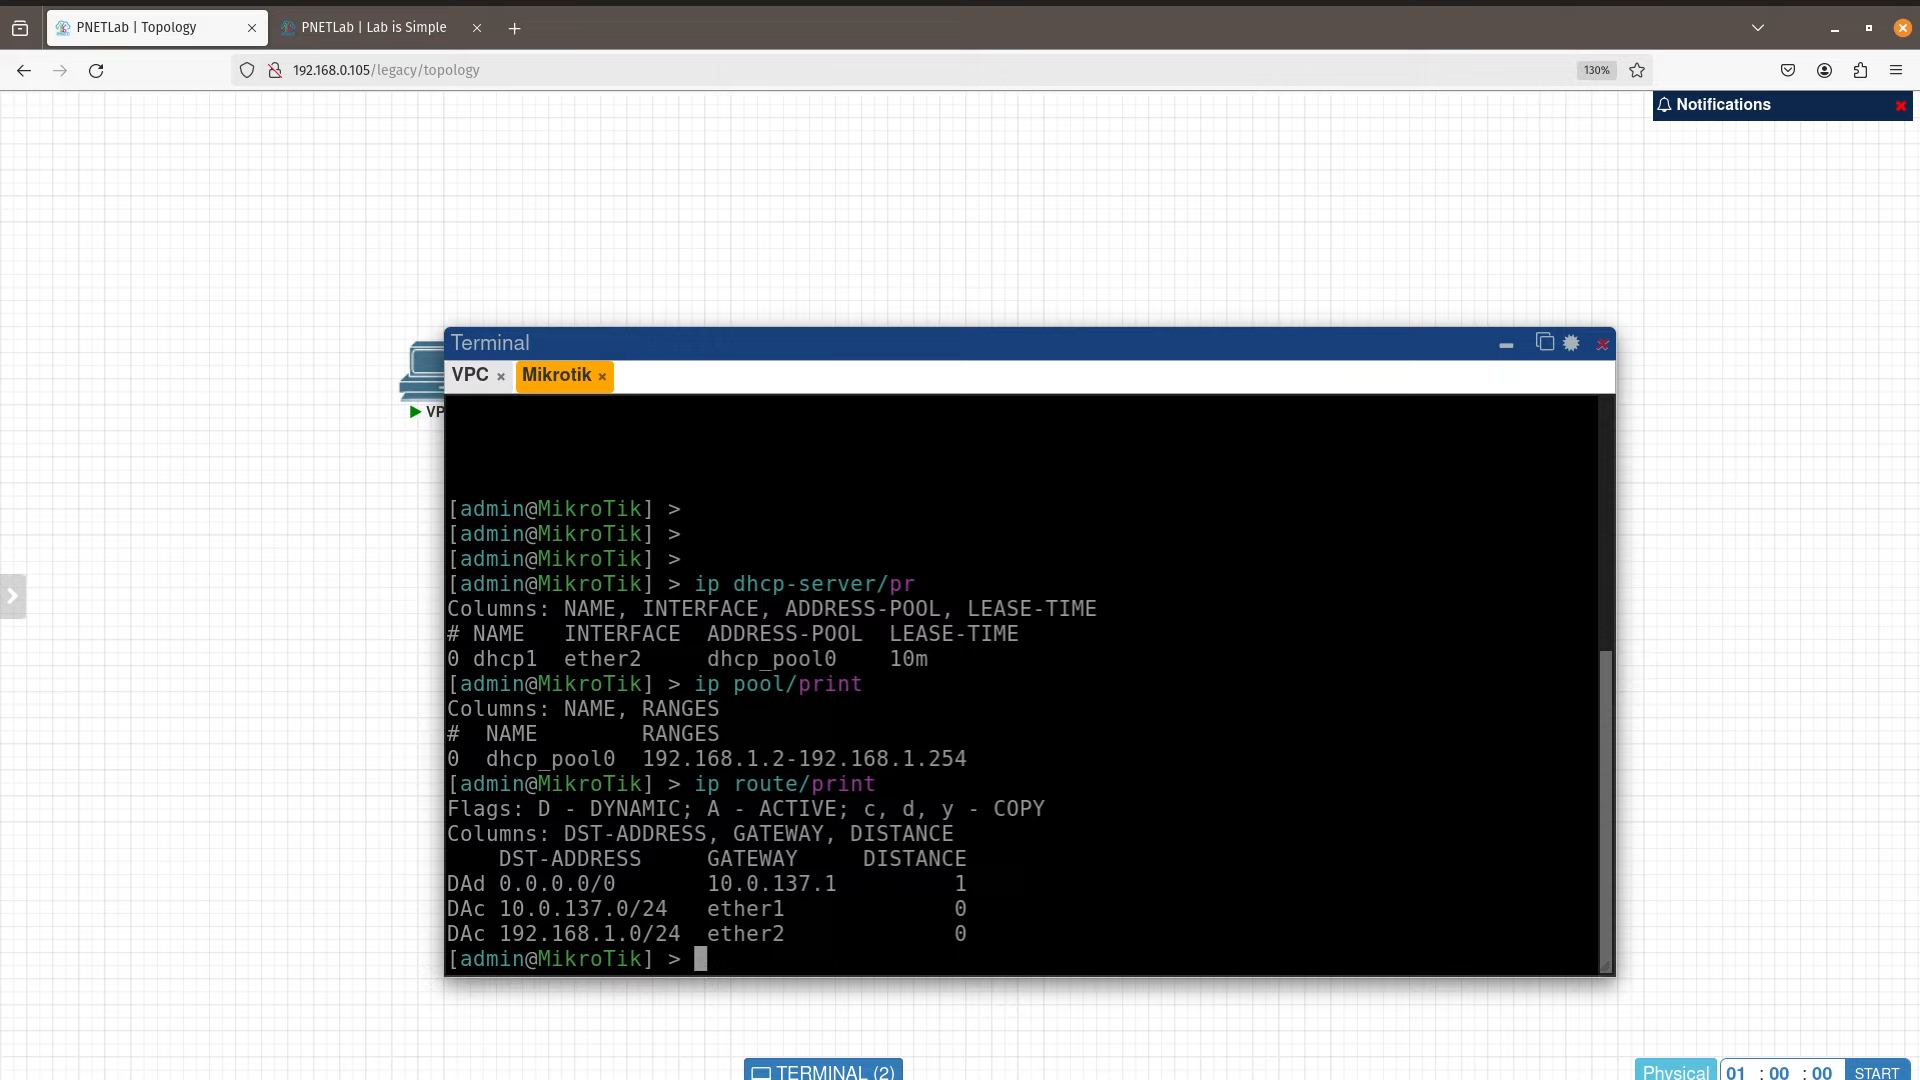 PNETLab | Topology
PNETLab | Lab is Simple
192.168.0.105/legacy/topology
130%
Notifications
Terminal
VPC × Mikrotik ×
VP
[admin@MikroTik] >
[admin@MikroTik] >
[admin@MikroTik] >
[admin@MikroTik] > ip dhcp-server/pr
Columns: NAME, INTERFACE, ADDRESS-POOL, LEASE-TIME
# NAME   INTERFACE  ADDRESS-POOL  LEASE-TIME
0 dhcp1  ether2     dhcp_pool0    10m
[admin@MikroTik] > ip pool/print
Columns: NAME, RANGES
#  NAME        RANGES
0  dhcp_pool0  192.168.1.2-192.168.1.254
[admin@MikroTik] > ip route/print
Flags: D - DYNAMIC; A - ACTIVE; c, d, y - COPY
Columns: DST-ADDRESS, GATEWAY, DISTANCE
    DST-ADDRESS     GATEWAY     DISTANCE
DAd 0.0.0.0/0       10.0.137.1         1
DAc 10.0.137.0/24   ether1             0
DAc 192.168.1.0/24  ether2             0
[admin@MikroTik] >
TERMINAL (2)
Physical 01 : 00 : 00 START